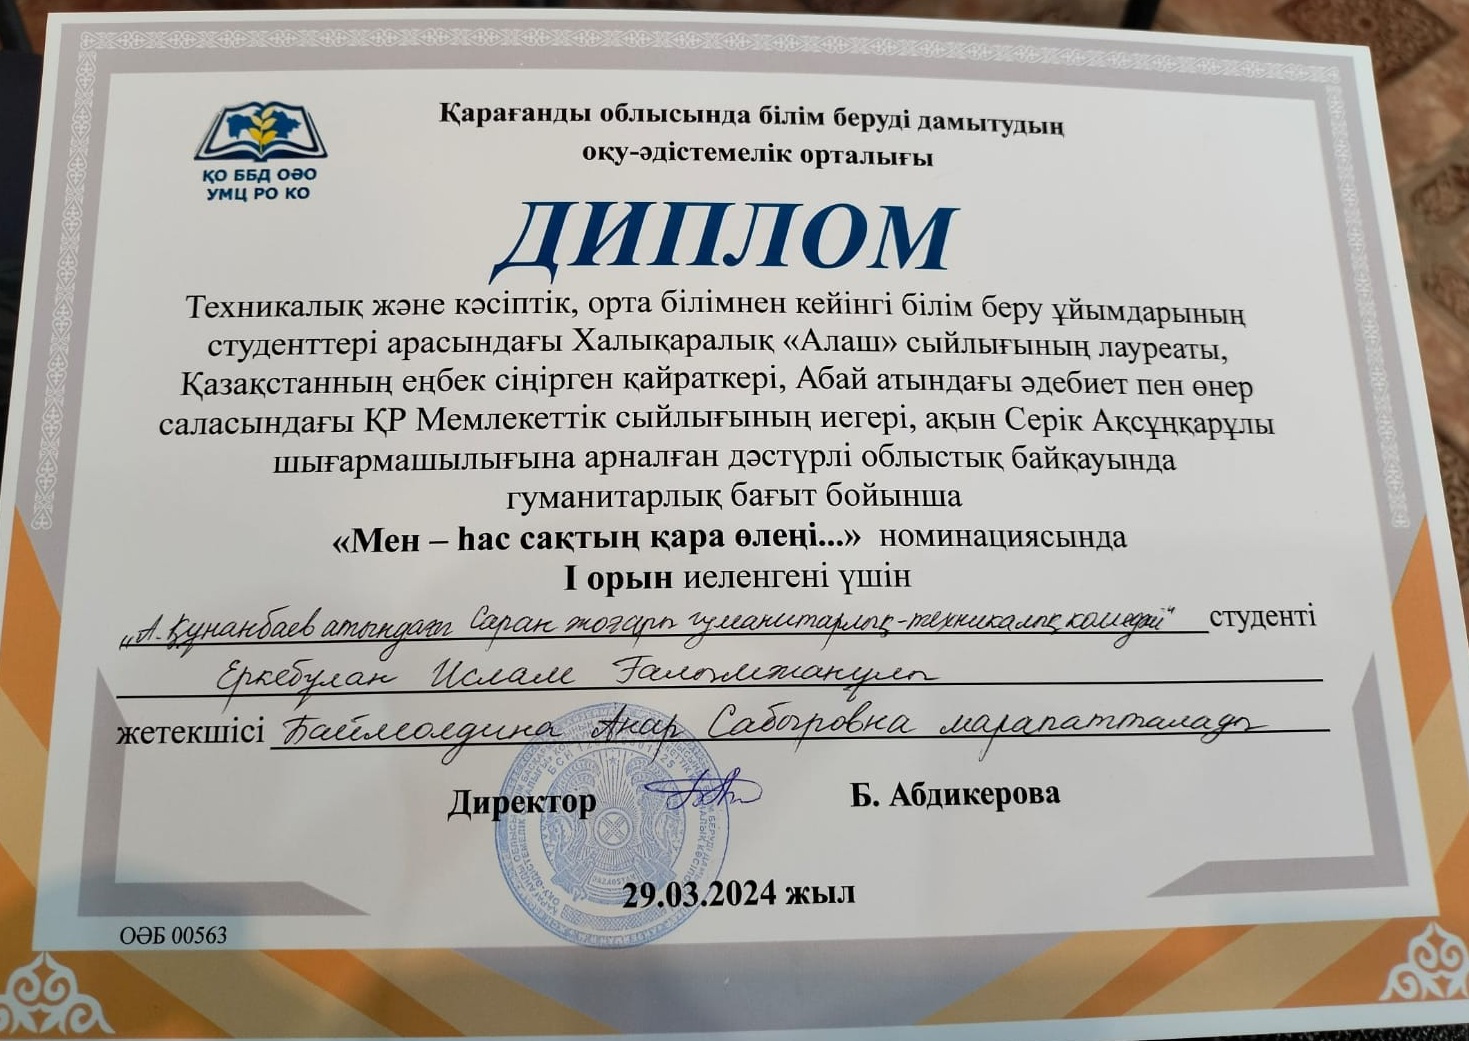 Қарағанды облысында білім беруді дамытудың
оқу-әдістемелік орталығы
ҚО ББД ОӘО
УМЦ РО КО
ДИПЛОМ
Техникалық және кәсіптік, орта білімнен кейінгі білім беру ұйымдарының
студенттері арасындағы Халықаралық «Алаш» сыйлығының лауреаты,
Қазақстанның еңбек сіңірген қайраткері, Абай атындағы әдебиет пен өнер
саласындағы ҚР Мемлекеттік сыйлығының иегері, ақын Серік Ақсұңқарұлы
шығармашылығына арналған дәстүрлі облыстық байқауында
гуманитарлық бағыт бойынша
«Мен – һас сақтың қара өлеңі...» номинациясында
І орын иеленгені үшін
„А. Құнанбаев атындағы Саран жоғары гуманитарлық-техникалық колледжі" студенті
Еркебұлан Ислам Ғалымжанұлы
жетекшісі Баймолдина Анар Сабыровна марапатталады
Директор Б. Абдикерова
29.03.2024 жыл
ОӘБ 00563